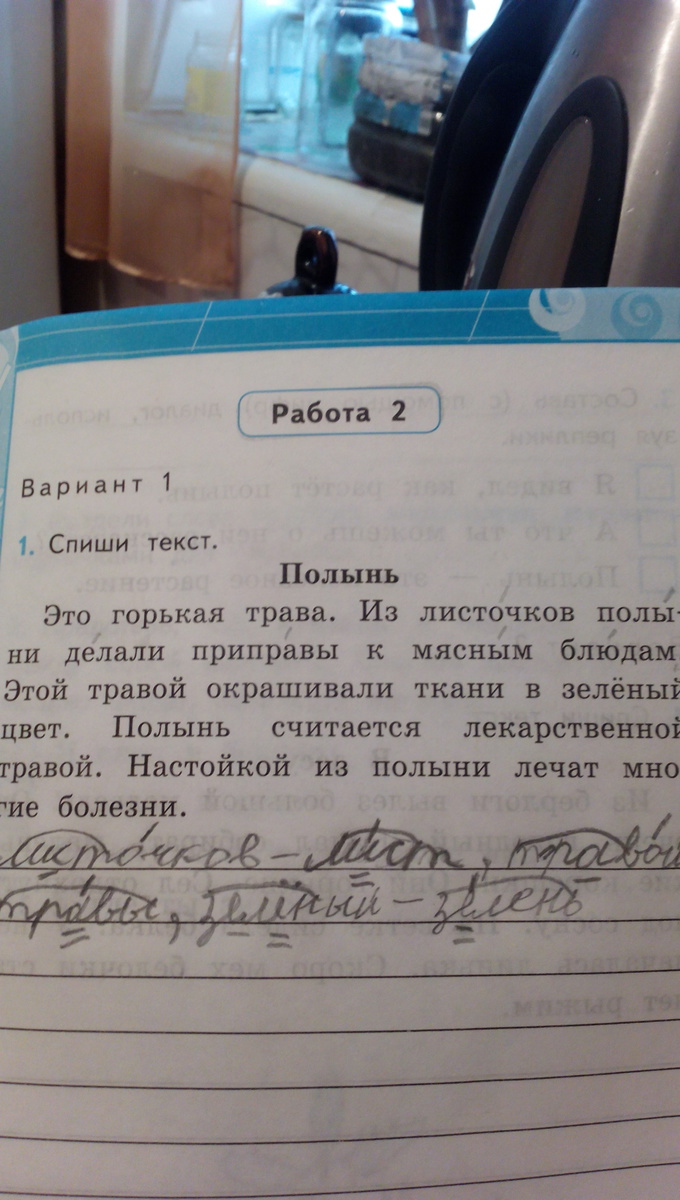 Работа 2
Вариант 1
1. Спиши текст.
Полынь
Это горькая трава. Из листочков полы-
ни делали приправы к мясным блюдам
Этой травой окрашивали ткани в зелёный
цвет. Полынь считается лекарственной
травой. Настойкой из полыни лечат мно-
гие болезни.
листочков – лист, травой
травы, зеленый – зелень